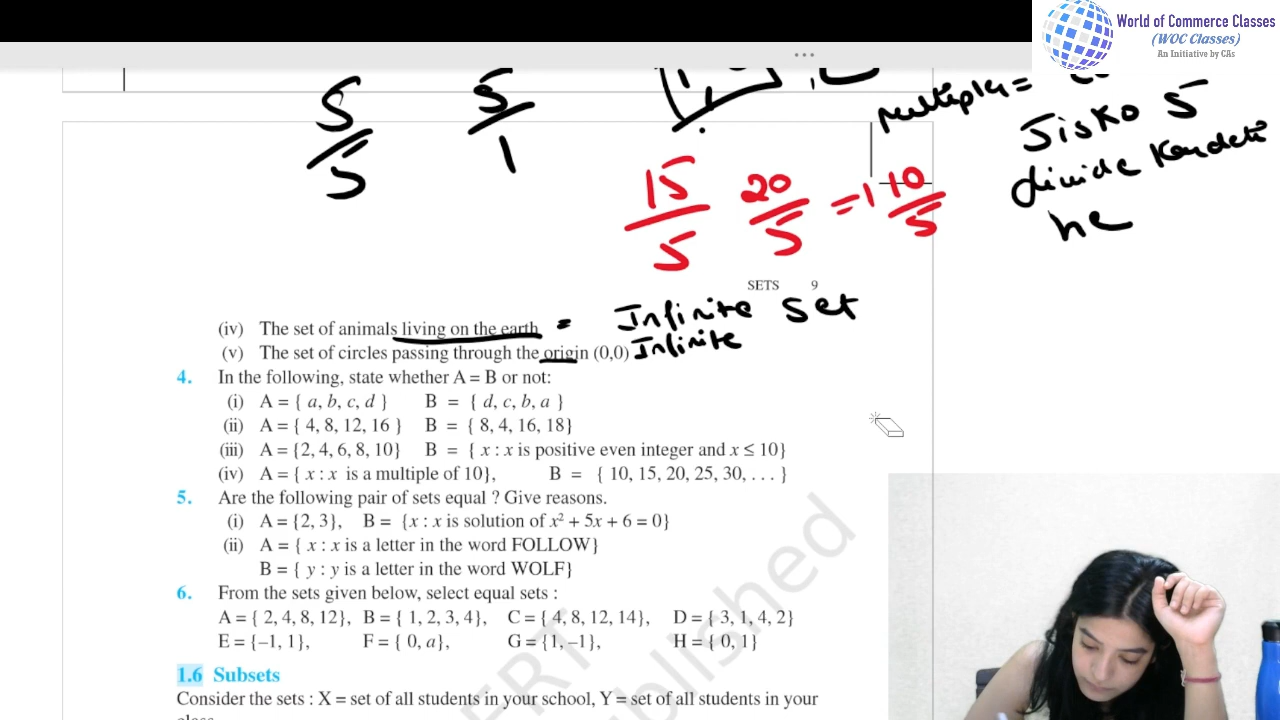 World of Commerce Classes
(WOC Classes)
An Initiative by CAs
5/5 5/1
Multiple =
Jisko 5
divide Kardete
he
15/5 20/5 = 1 10/5
SETS 9
(iv) The set of animals living on the earth = Infinite Set
(v) The set of circles passing through the origin (0,0) Infinite
4. In the following, state whether A = B or not:
(i) A = { a, b, c, d } B = { d, c, b, a }
(ii) A = { 4, 8, 12, 16 } B = { 8, 4, 16, 18}
(iii) A = {2, 4, 6, 8, 10} B = { x : x is positive even integer and x ≤ 10}
(iv) A = { x : x is a multiple of 10}, B = { 10, 15, 20, 25, 30, . . . }
5. Are the following pair of sets equal ? Give reasons.
(i) A = {2, 3}, B = {x : x is solution of x² + 5x + 6 = 0}
(ii) A = { x : x is a letter in the word FOLLOW}
B = { y : y is a letter in the word WOLF}
6. From the sets given below, select equal sets :
A = { 2, 4, 8, 12}, B = { 1, 2, 3, 4}, C = { 4, 8, 12, 14}, D = { 3, 1, 4, 2}
E = {–1, 1}, F = { 0, a}, G = {1, –1}, H = { 0, 1}
1.6 Subsets
Consider the sets : X = set of all students in your school, Y = set of all students in your